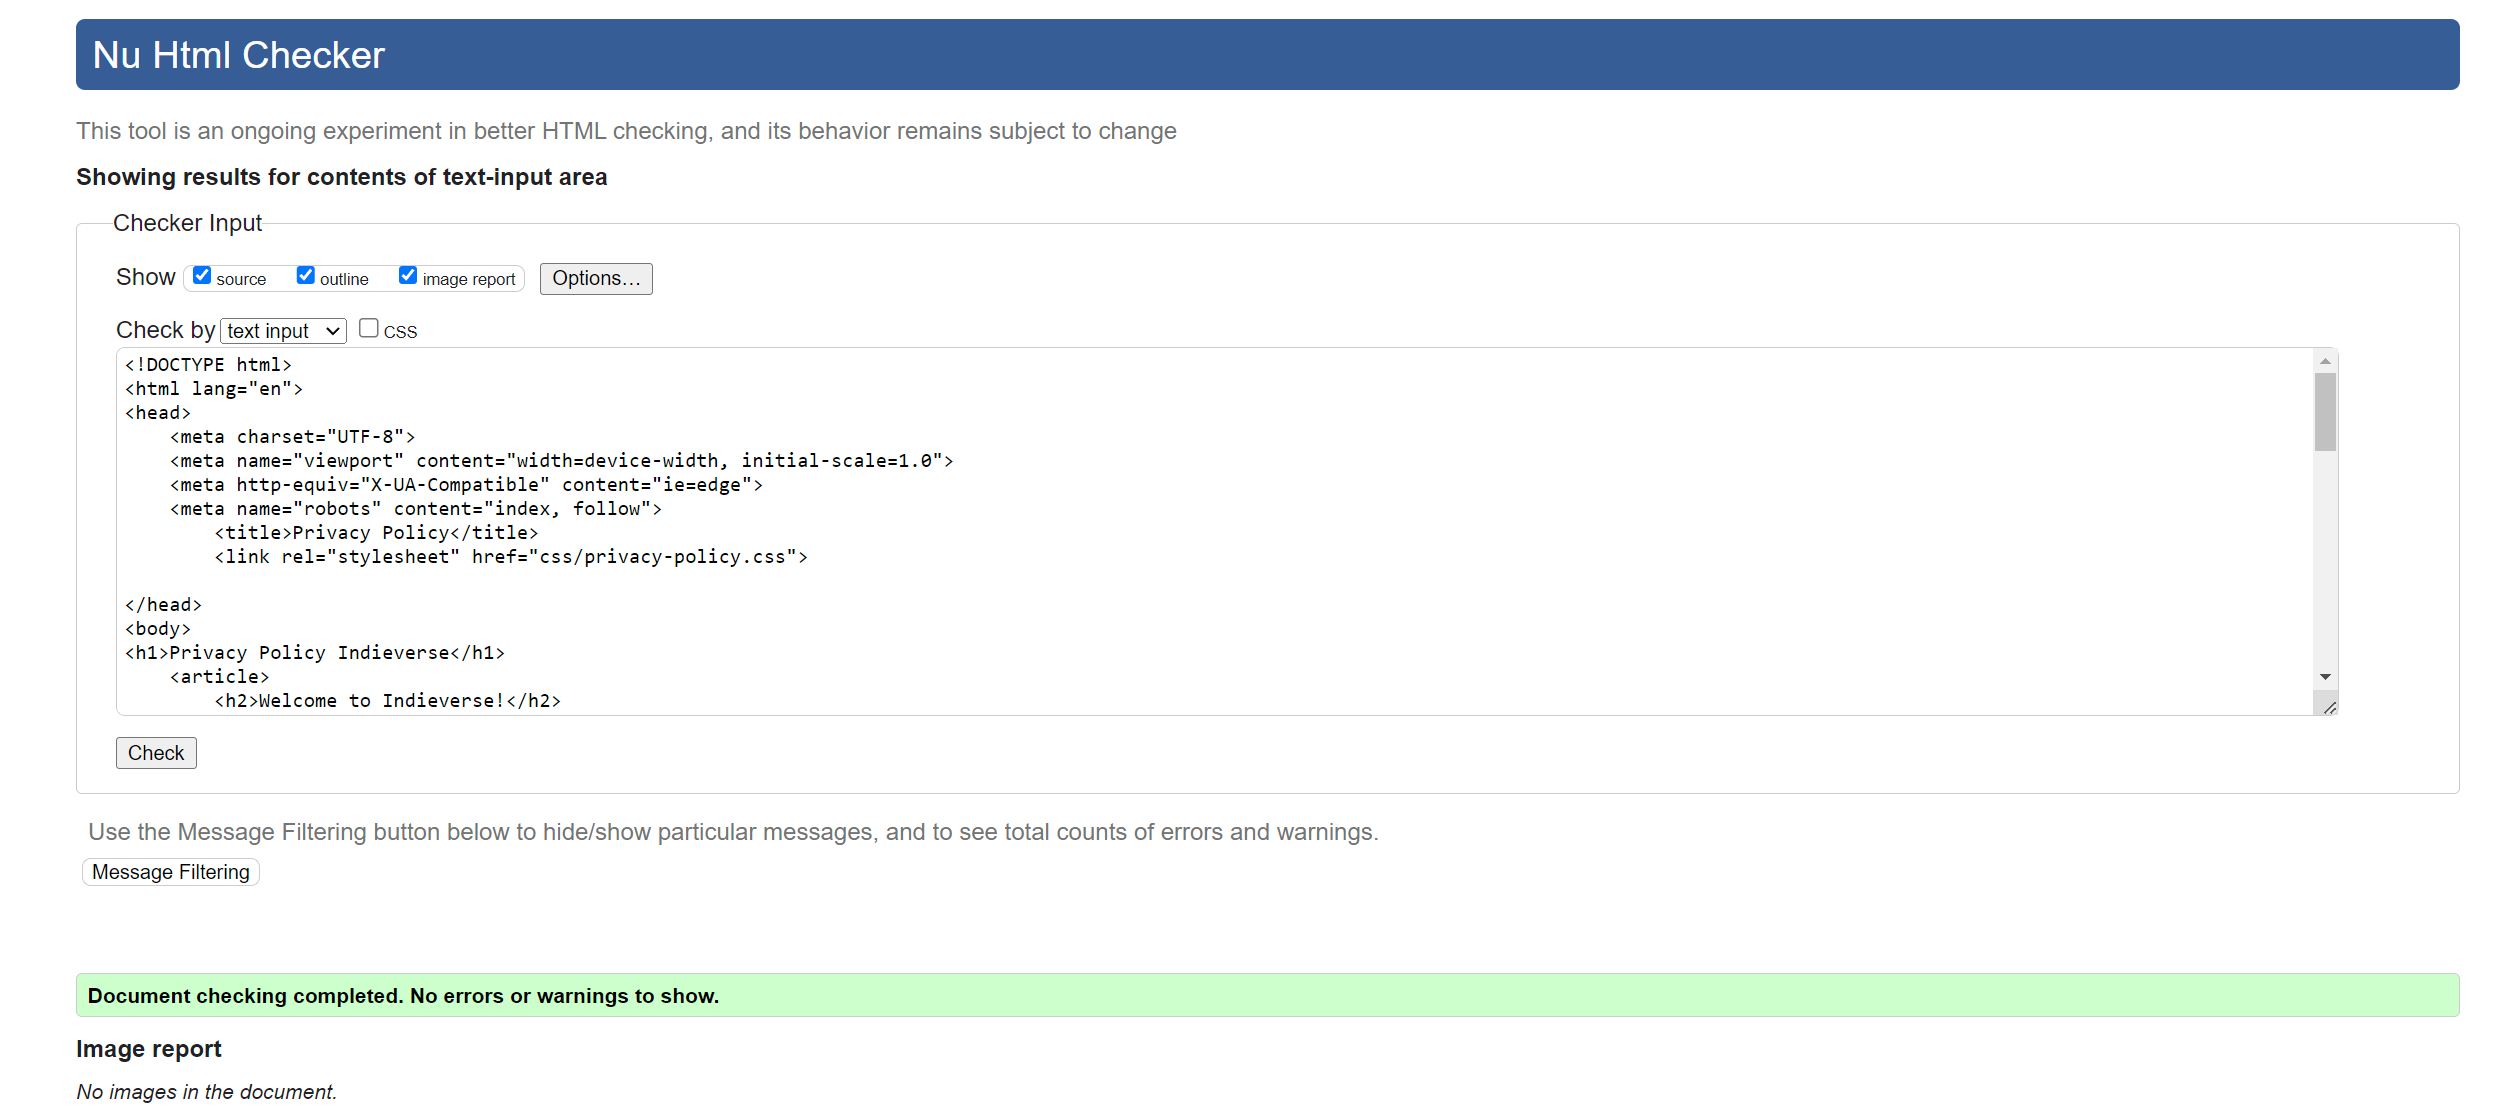 Nu Html Checker
This tool is an ongoing experiment in better HTML checking, and its behavior remains subject to change
Showing results for contents of text-input area
Checker Input
Show source outline image report Options...
Check by text input CSS
<!DOCTYPE html>
<html lang="en">
<head>
    <meta charset="UTF-8">
    <meta name="viewport" content="width=device-width, initial-scale=1.0">
    <meta http-equiv="X-UA-Compatible" content="ie=edge">
    <meta name="robots" content="index, follow">
        <title>Privacy Policy</title>
        <link rel="stylesheet" href="css/privacy-policy.css">
</head>
<body>
<h1>Privacy Policy Indieverse</h1>
    <article>
        <h2>Welcome to Indieverse!</h2>
Check
Use the Message Filtering button below to hide/show particular messages, and to see total counts of errors and warnings.
Message Filtering
Document checking completed. No errors or warnings to show.
Image report
No images in the document.